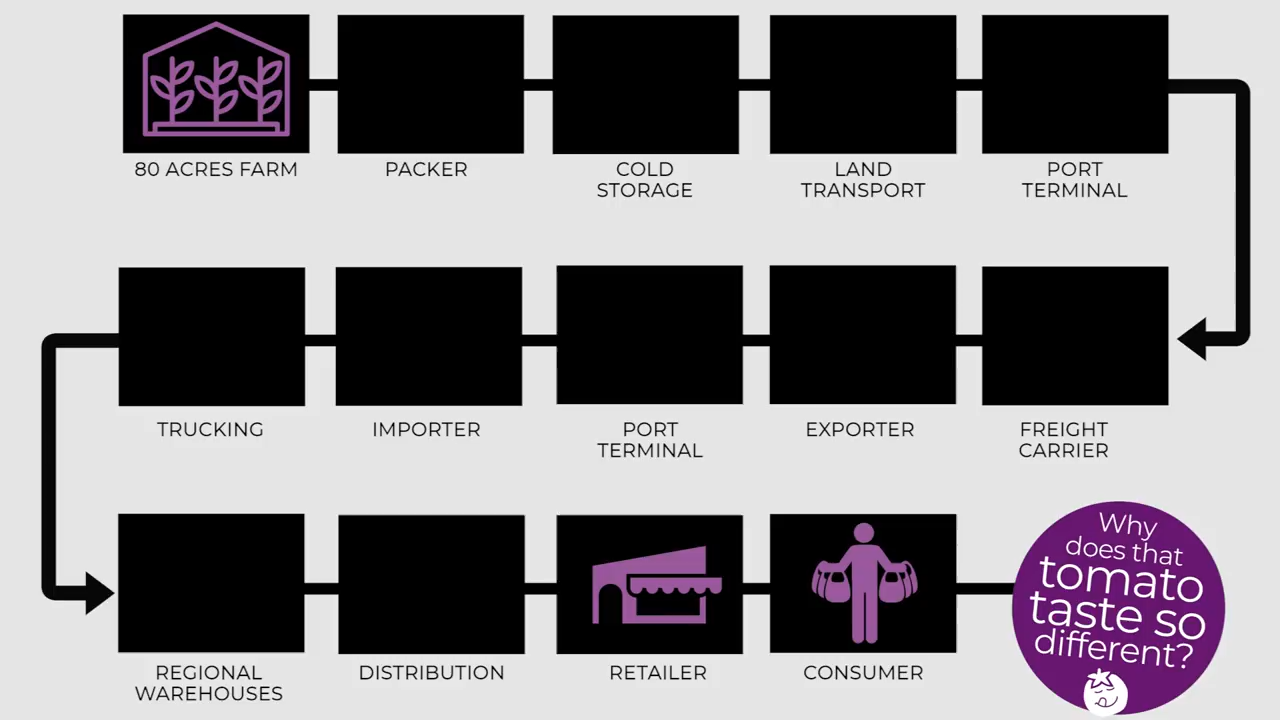 80 ACRES FARM
PACKER
COLD
STORAGE
LAND
TRANSPORT
PORT
TERMINAL
TRUCKING
IMPORTER
PORT
TERMINAL
EXPORTER
FREIGHT
CARRIER
REGIONAL
WAREHOUSES
DISTRIBUTION
RETAILER
CONSUMER
Why
does that
tomato
taste so
different?